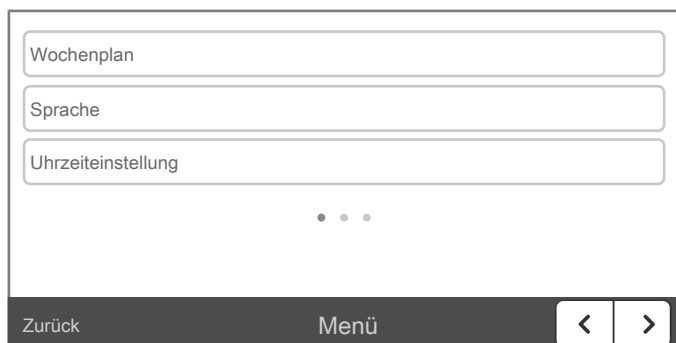 Wochenplan
Sprache
Uhrzeiteinstellung
Zurück Menü